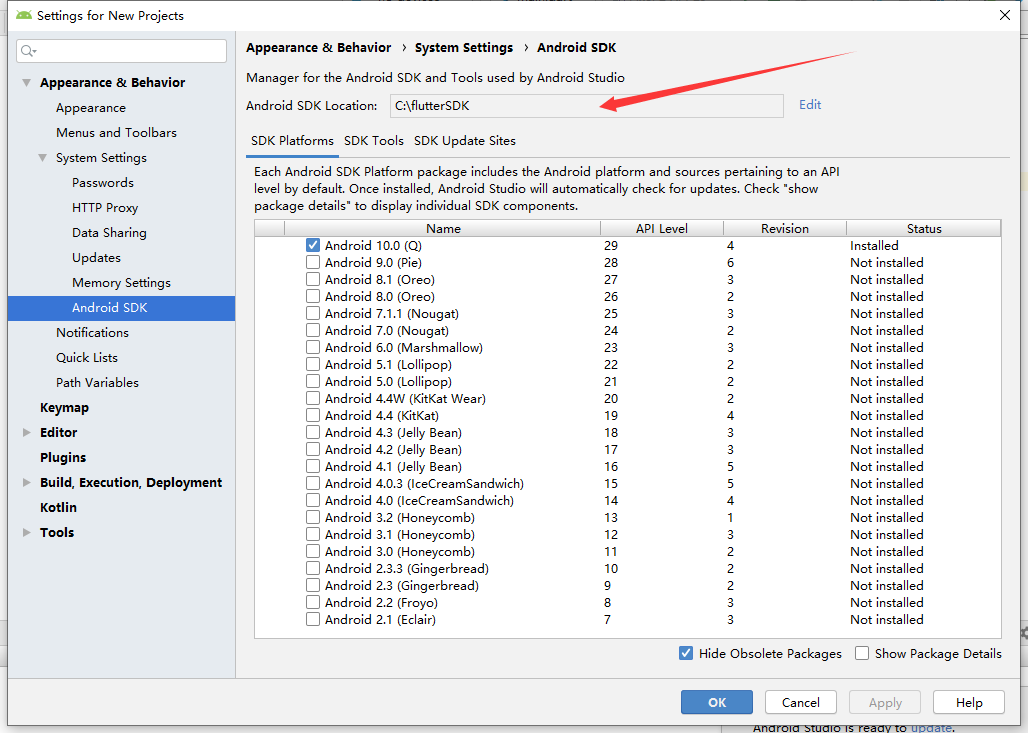 Settings for New Projects
Appearance & Behavior
Appearance
Menus and Toolbars
System Settings
Passwords
HTTP Proxy
Data Sharing
Updates
Memory Settings
Android SDK
Notifications
Quick Lists
Path Variables
Keymap
Editor
Plugins
Build, Execution, Deployment
Kotlin
Tools
Appearance & Behavior › System Settings › Android SDK
Manager for the Android SDK and Tools used by Android Studio
Android SDK Location: C:\flutterSDK Edit
SDK Platforms SDK Tools SDK Update Sites
Each Android SDK Platform package includes the Android platform and sources pertaining to an API
level by default. Once installed, Android Studio will automatically check for updates. Check "show
package details" to display individual SDK components.
Name API Level Revision Status
Android 10.0 (Q) 29 4 Installed
Android 9.0 (Pie) 28 6 Not installed
Android 8.1 (Oreo) 27 3 Not installed
Android 8.0 (Oreo) 26 2 Not installed
Android 7.1.1 (Nougat) 25 3 Not installed
Android 7.0 (Nougat) 24 2 Not installed
Android 6.0 (Marshmallow) 23 3 Not installed
Android 5.1 (Lollipop) 22 2 Not installed
Android 5.0 (Lollipop) 21 2 Not installed
Android 4.4W (KitKat Wear) 20 2 Not installed
Android 4.4 (KitKat) 19 4 Not installed
Android 4.3 (Jelly Bean) 18 3 Not installed
Android 4.2 (Jelly Bean) 17 3 Not installed
Android 4.1 (Jelly Bean) 16 5 Not installed
Android 4.0.3 (IceCreamSandwich) 15 5 Not installed
Android 4.0 (IceCreamSandwich) 14 4 Not installed
Android 3.2 (Honeycomb) 13 1 Not installed
Android 3.1 (Honeycomb) 12 3 Not installed
Android 3.0 (Honeycomb) 11 2 Not installed
Android 2.3.3 (Gingerbread) 10 2 Not installed
Android 2.3 (Gingerbread) 9 2 Not installed
Android 2.2 (Froyo) 8 3 Not installed
Android 2.1 (Eclair) 7 3 Not installed
Hide Obsolete Packages Show Package Details
OK Cancel Apply Help
Android Studio is ready to update.